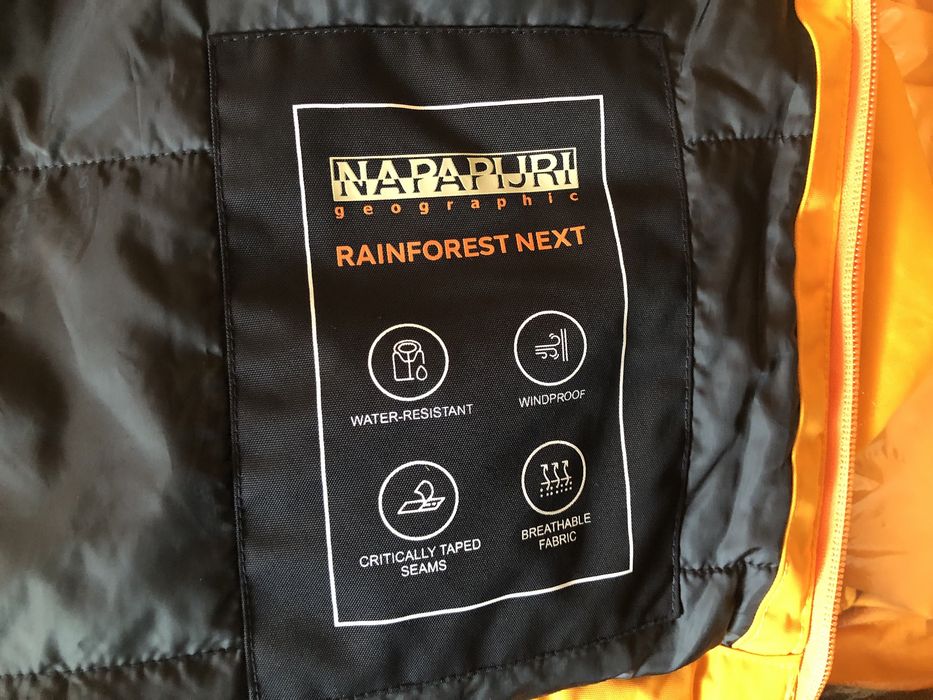 NAPAPIJRI
geographic
RAINFOREST NEXT
WATER-RESISTANT
WINDPROOF
CRITICALLY TAPED
SEAMS
BREATHABLE
FABRIC